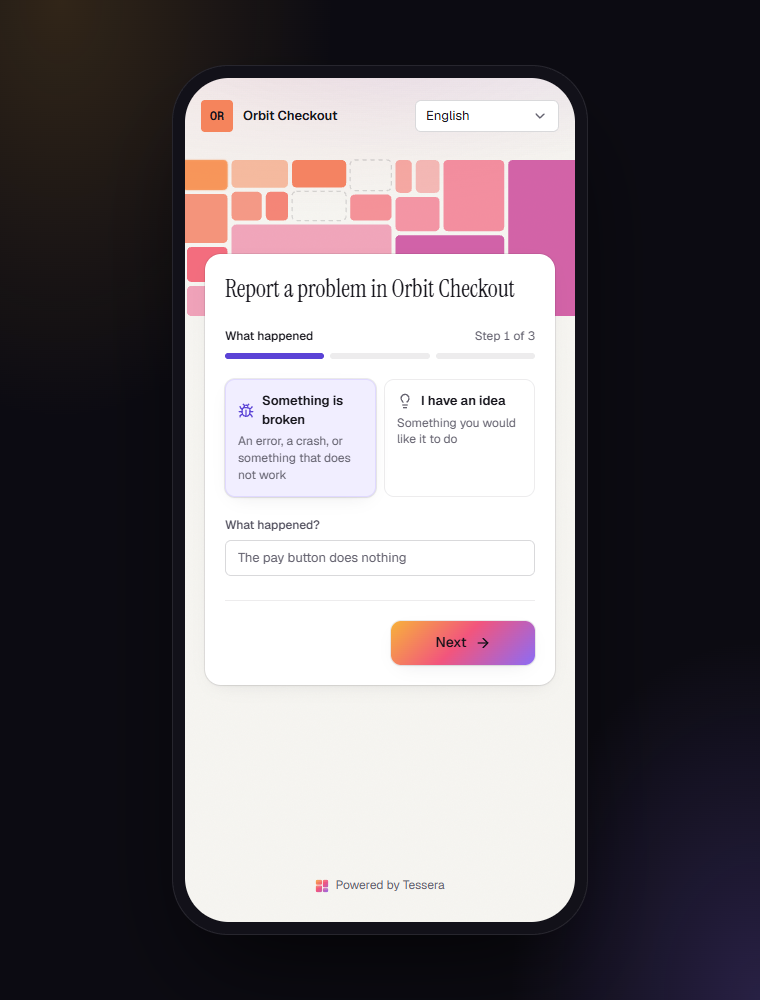 OR Orbit Checkout
English
Report a problem in Orbit Checkout
What happened
Step 1 of 3
Something is
broken
An error, a crash, or
something that does
not work
I have an idea
Something you would
like it to do
What happened?
The pay button does nothing
Next
Powered by Tessera